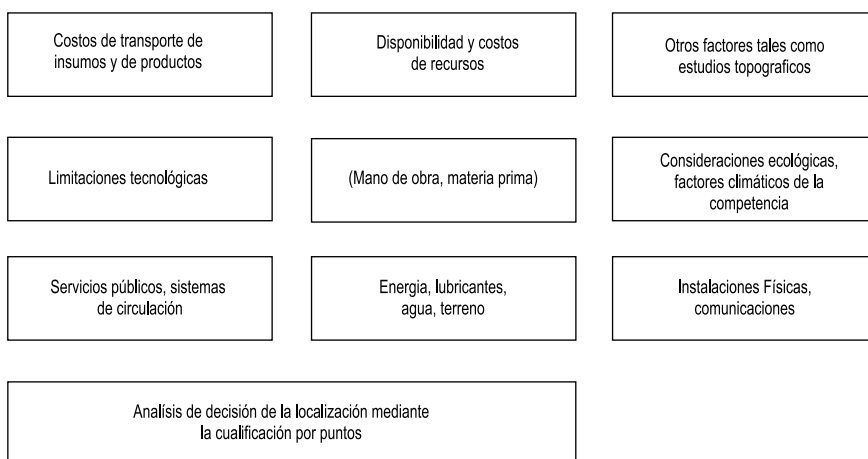 Costos de transporte de
insumos y de productos
Disponibilidad y costos
de recursos
Otros factores tales como
estudios topograficos
Limitaciones tecnológicas
(Mano de obra, materia prima)
Consideraciones ecológicas,
factores climáticos de la
competencia
Servicios públicos, sistemas
de circulación
Energia, lubricantes,
agua, terreno
Instalaciones Físicas,
comunicaciones
Analísis de decisión de la localización mediante
la cualificación por puntos